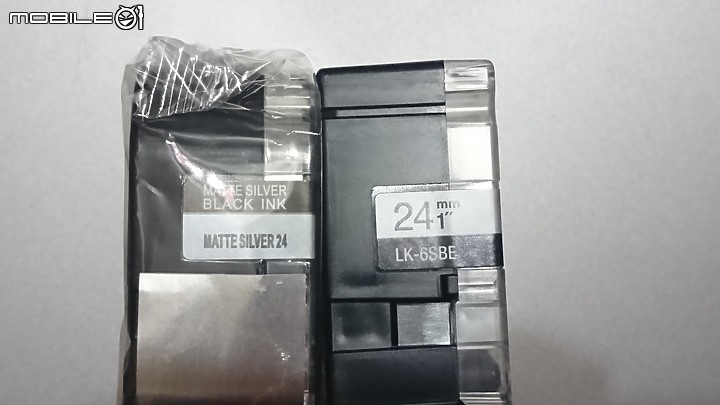 MOBILE01
MATTE SILVER
BLACK INK
MATTE SILVER 24
24 mm
1"
LK-6SBE